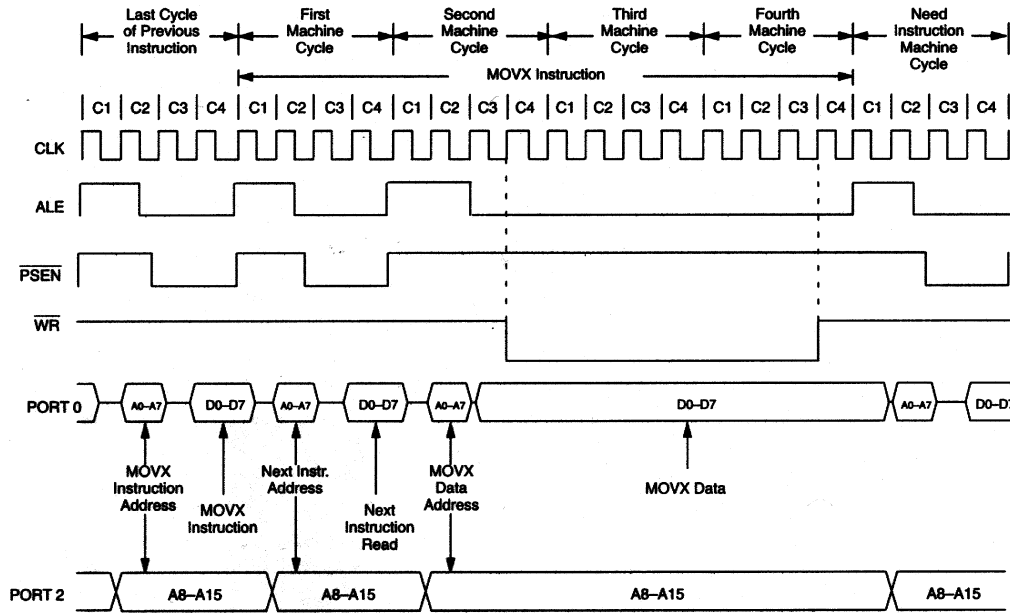 Last Cycle of Previous Instruction
First Machine Cycle
Second Machine Cycle
Third Machine Cycle
Fourth Machine Cycle
Need Instruction Machine Cycle
MOVX Instruction
C1 C2 C3 C4 C1 C2 C3 C4 C1 C2 C3 C4 C1 C2 C3 C4 C1 C2 C3 C4 C1 C2 C3 C4
CLK
ALE
PSEN
WR
PORT 0 A0–A7 D0–D7 A0–A7 D0–D7 A0–A7 D0–D7 A0–A7 D0–D7
MOVX Instruction Address
MOVX Instruction
Next Instr. Address
Next Instruction Read
MOVX Data Address
MOVX Data
PORT 2 A8–A15 A8–A15 A8–A15 A8–A15